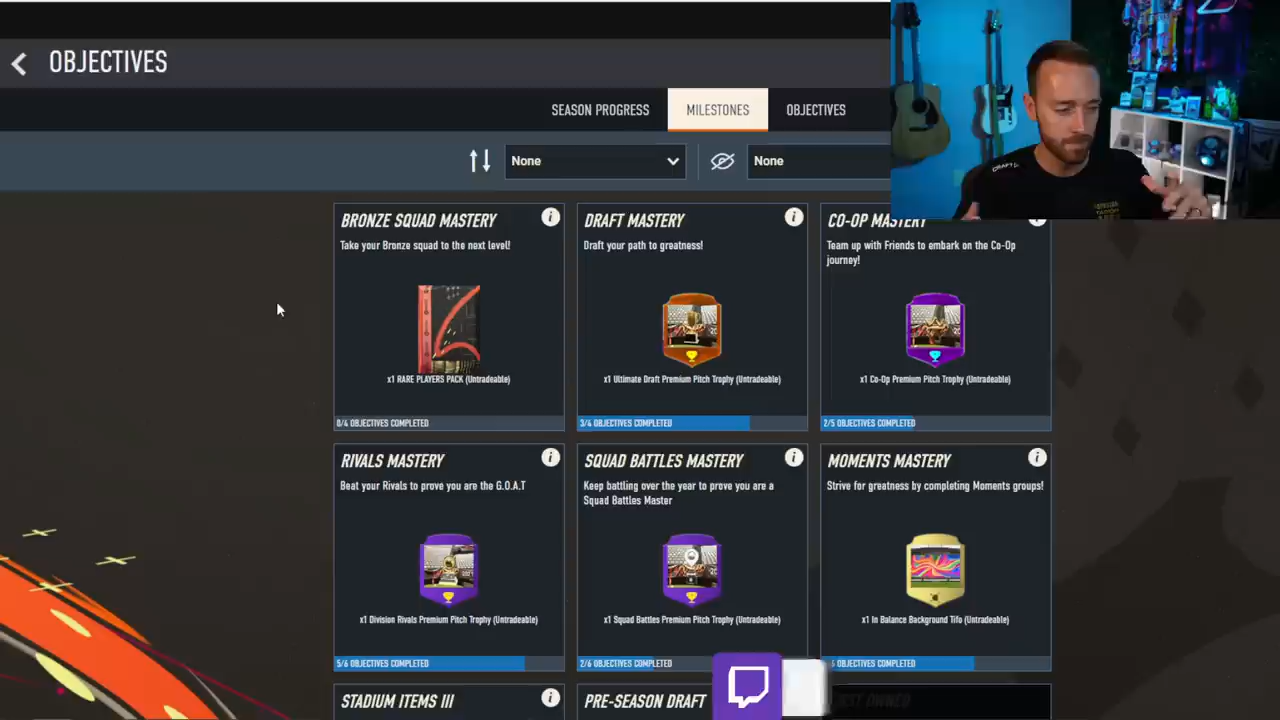 OBJECTIVES
SEASON PROGRESS
MILESTONES
OBJECTIVES
None
None
BRONZE SQUAD MASTERY
Take your Bronze squad to the next level!
x1 RARE PLAYERS PACK (Untradeable)
0/4 OBJECTIVES COMPLETED
DRAFT MASTERY
Draft your path to greatness!
x1 Ultimate Draft Premium Pitch Trophy (Untradeable)
3/4 OBJECTIVES COMPLETED
CO-OP MASTERY
Team up with Friends to embark on the Co-Op
journey!
x1 Co-Op Premium Pitch Trophy (Untradeable)
2/5 OBJECTIVES COMPLETED
RIVALS MASTERY
Beat your Rivals to prove you are the G.O.A.T
x1 Division Rivals Premium Pitch Trophy (Untradeable)
5/6 OBJECTIVES COMPLETED
SQUAD BATTLES MASTERY
Keep battling over the year to prove you are a
Squad Battles Master
x1 Squad Battles Premium Pitch Trophy (Untradeable)
2/6 OBJECTIVES COMPLETED
MOMENTS MASTERY
Strive for greatness by completing Moments groups!
x1 In Balance Background Tifo (Untradeable)
OBJECTIVES COMPLETED
STADIUM ITEMS III
PRE-SEASON DRAFT
OWNED